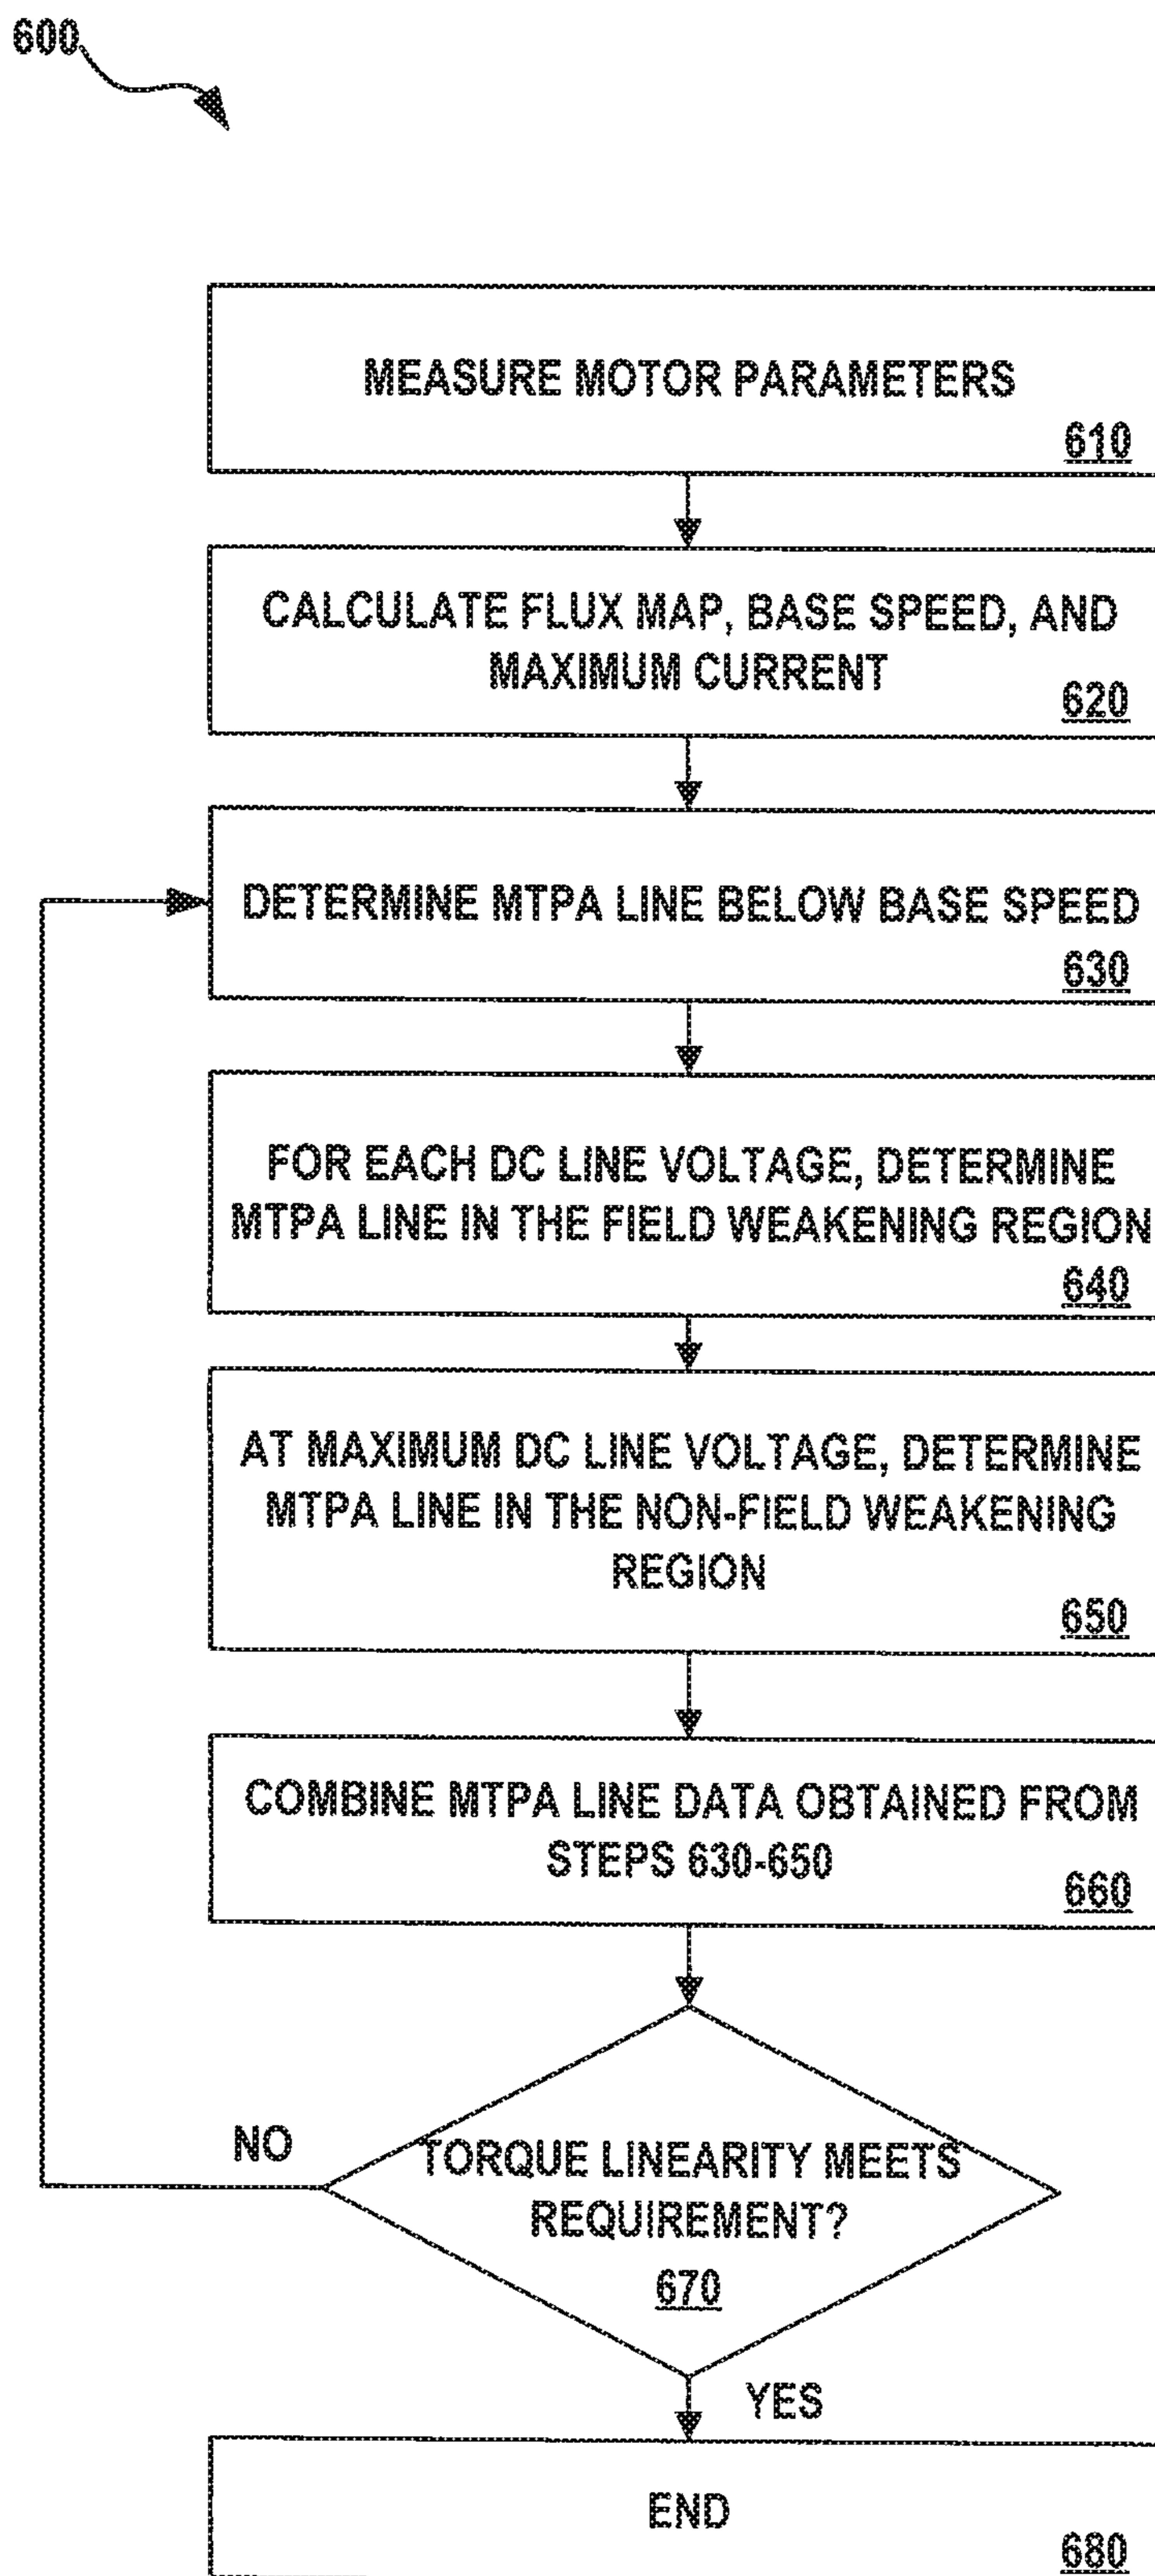 600
MEASURE MOTOR PARAMETERS
610
CALCULATE FLUX MAP, BASE SPEED, AND
MAXIMUM CURRENT
620
DETERMINE MTPA LINE BELOW BASE SPEED
630
FOR EACH DC LINE VOLTAGE, DETERMINE
MTPA LINE IN THE FIELD WEAKENING REGION
640
AT MAXIMUM DC LINE VOLTAGE, DETERMINE
MTPA LINE IN THE NON-FIELD WEAKENING
REGION
650
COMBINE MTPA LINE DATA OBTAINED FROM
STEPS 630-650
660
NO
TORQUE LINEARITY MEETS
REQUIREMENT?
670
YES
END
680